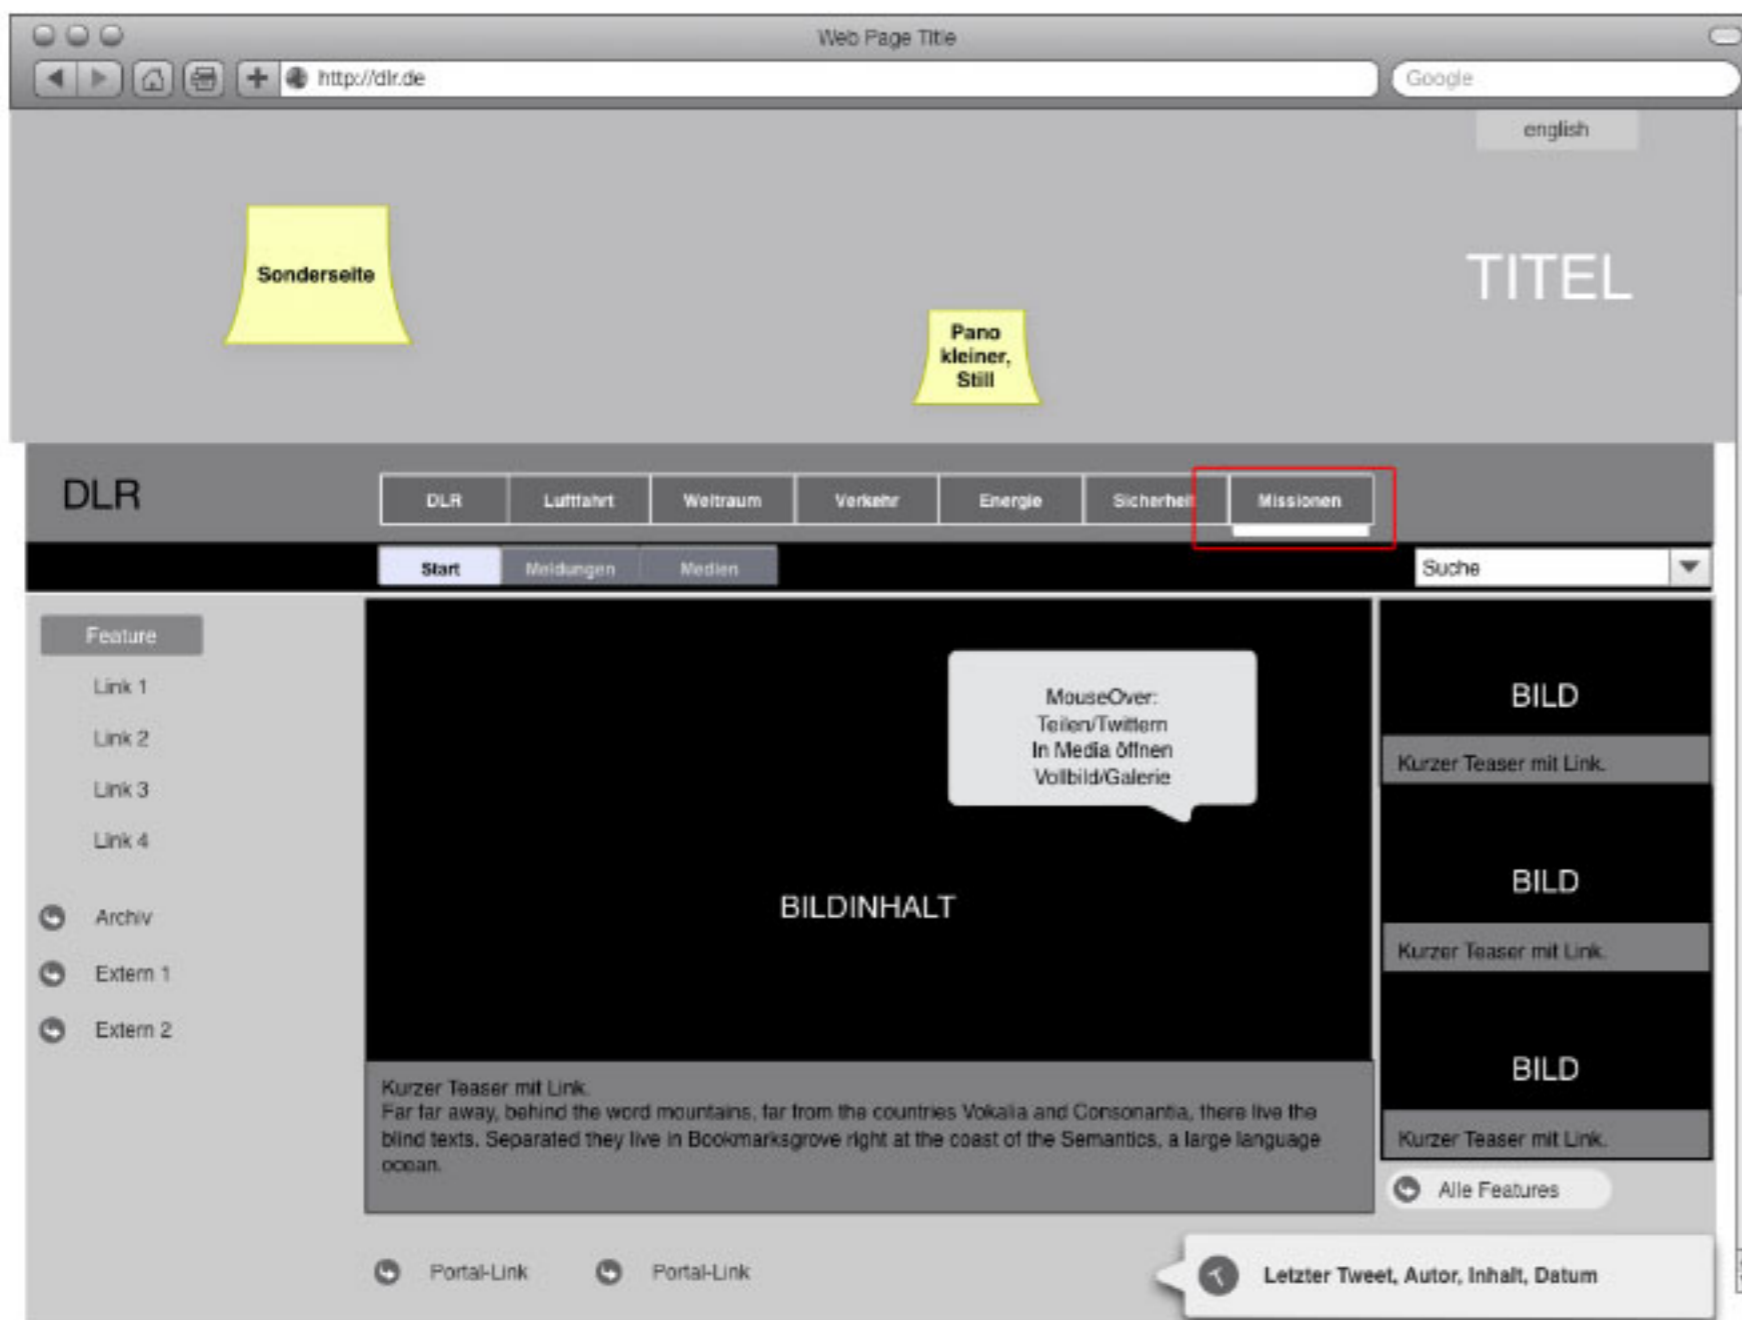 Web Page Title
http://dlr.de
Google
english
Sonderseite
TITEL
Pano
kleiner,
Still
DLR
DLR
Luftfahrt
Weltraum
Verkehr
Energie
Sicherheit
Missionen
Start
Meldungen
Medien
Suche
Feature
Link 1
Link 2
Link 3
Link 4
Archiv
Extern 1
Extern 2
MouseOver:
Teilen/Twittern
In Media öffnen
Vollbild/Galerie
BILDINHALT
Kurzer Teaser mit Link.
Far far away, behind the word mountains, far from the countries Vokalia and Consonantia, there live the
blind texts. Separated they live in Bookmarksgrove right at the coast of the Semantics, a large language
ocean.
BILD
Kurzer Teaser mit Link.
BILD
Kurzer Teaser mit Link.
BILD
Kurzer Teaser mit Link.
Alle Features
Portal-Link
Portal-Link
Letzter Tweet, Autor, Inhalt, Datum